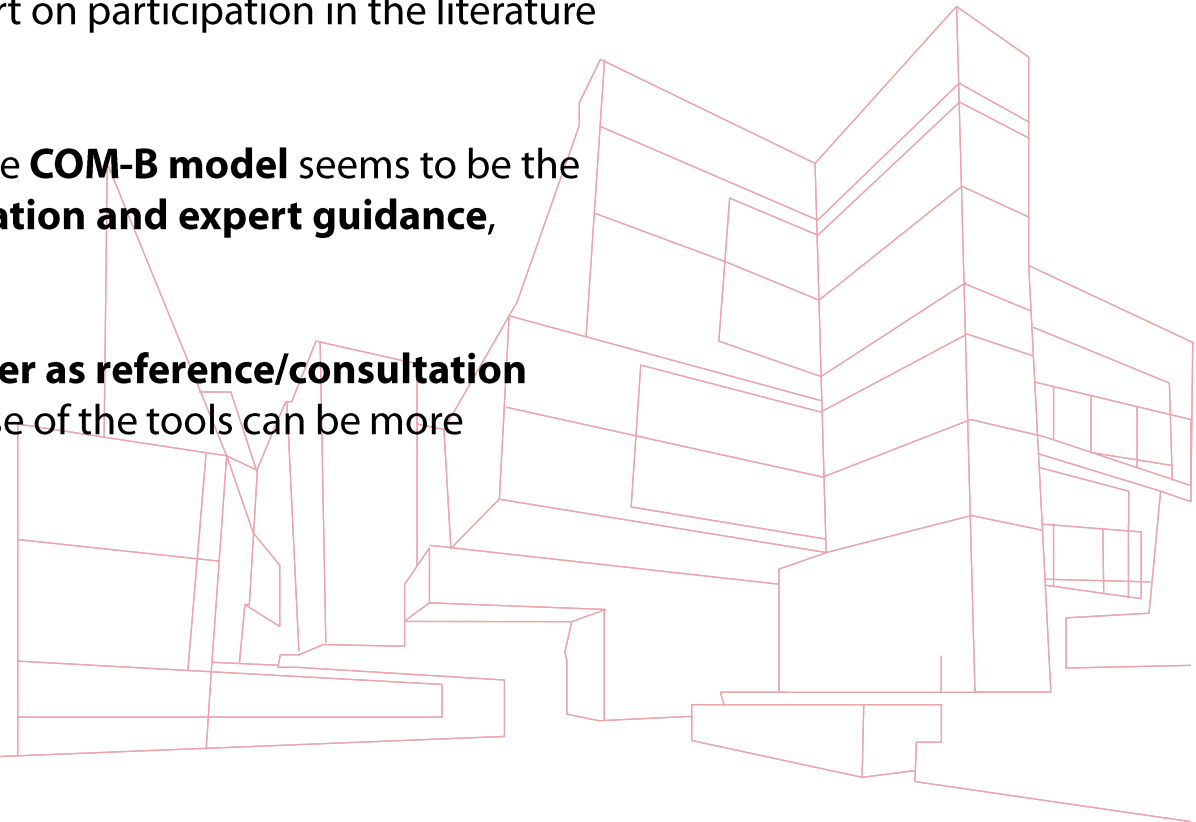 rt on participation in the literature
e COM-B model seems to be the
ation and expert guidance,
er as reference/consultation
se of the tools can be more